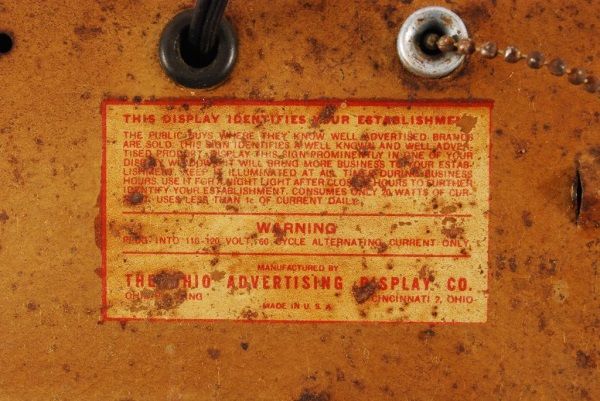 THIS DISPLAY IDENTIFIES YOUR ESTABLISHMENT
THE PUBLIC BUYS WHERE THEY KNOW WELL ADVERTISED BRANDS
ARE SOLD. THIS SIGN IDENTIFIES A WELL KNOWN AND WELL ADVER-
TISED PRODUCT. DISPLAY THIS SIGN PROMINENTLY IN ONE OF YOUR
DISPLAY WINDOWS. IT WILL BRING MORE BUSINESS TO YOUR ESTAB-
LISHMENT. KEEP IT ILLUMINATED AT ALL TIMES DURING BUSINESS
HOURS. USE IT FOR A NIGHT LIGHT AFTER CLOSING HOURS TO FURTHER
IDENTIFY YOUR ESTABLISHMENT. CONSUMES ONLY 20 WATTS OF CUR-
USES LESS THAN 1¢ OF CURRENT DAILY.
WARNING
PLUG INTO 110-120 VOLT, 60 CYCLE ALTERNATING CURRENT ONLY
MANUFACTURED BY
THE OHIO ADVERTISING DISPLAY CO.
CINCINNATI 2, OHIO
MADE IN U.S.A.